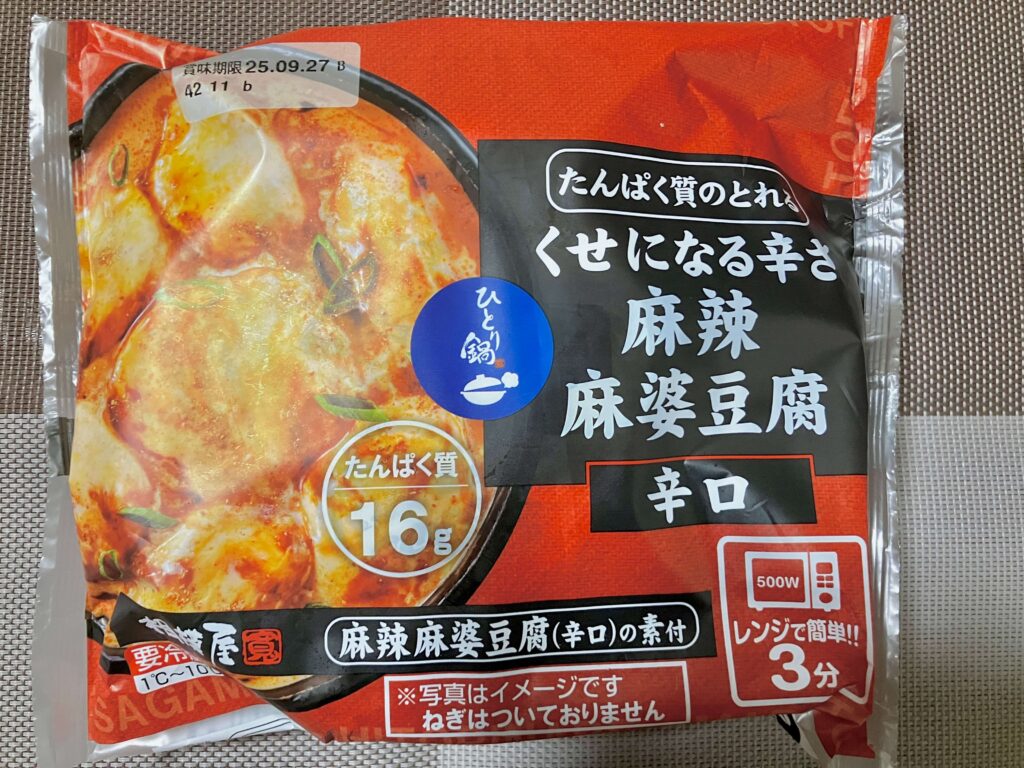 賞味期限 25.09.27 B
42 11 b
たんぱく質のとれる
くせになる辛さ
麻辣
麻婆豆腐
辛口
ひとり
鍋
たんぱく質
16g
500W
レンジで簡単!!
3分
屋
麻辣麻婆豆腐(辛口)の素付
要冷
1℃~10
※写真はイメージです
ねぎはついておりません
SAGAM